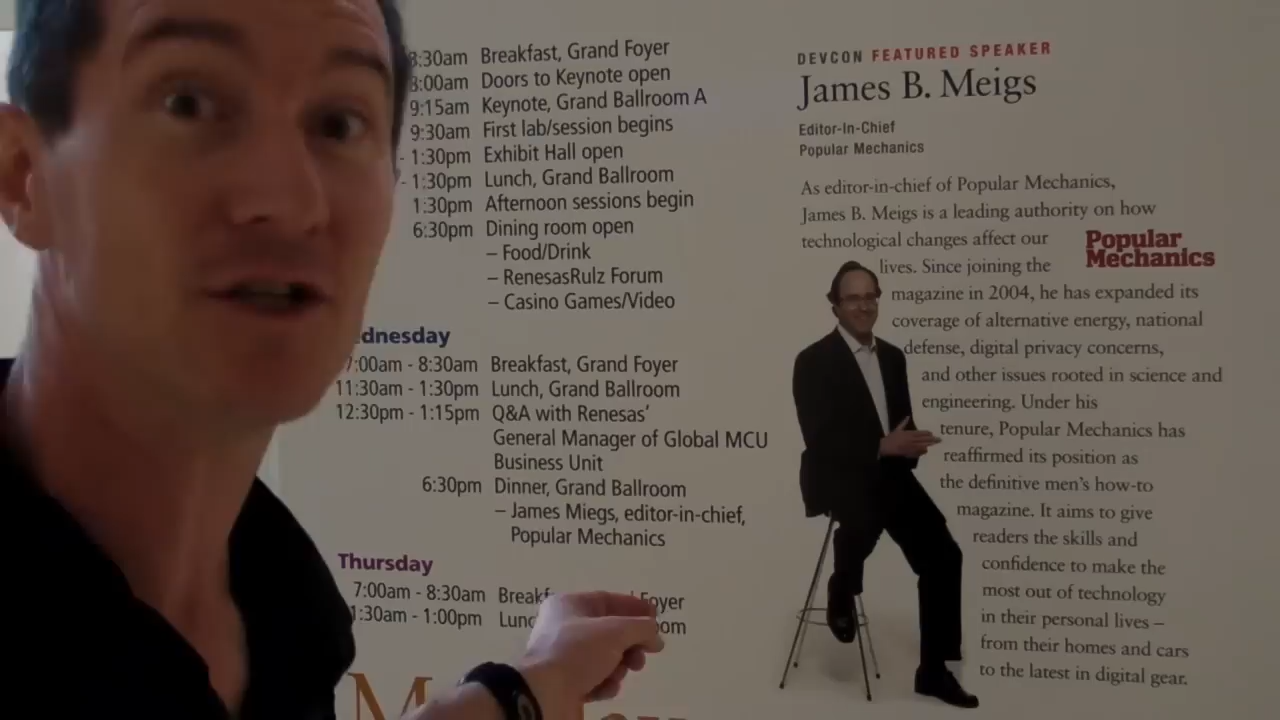 8:30am Breakfast, Grand Foyer
8:00am Doors to Keynote open
9:15am Keynote, Grand Ballroom A
9:30am First lab/session begins
- 1:30pm Exhibit Hall open
- 1:30pm Lunch, Grand Ballroom
1:30pm Afternoon sessions begin
6:30pm Dining room open
– Food/Drink
– RenesasRulz Forum
– Casino Games/Video
dnesday
7:00am - 8:30am Breakfast, Grand Foyer
11:30am - 1:30pm Lunch, Grand Ballroom
12:30pm - 1:15pm Q&A with Renesas'
General Manager of Global MCU
Business Unit
6:30pm Dinner, Grand Ballroom
– James Miegs, editor-in-chief,
Popular Mechanics
Thursday
7:00am - 8:30am Breakf Foyer
1:30am - 1:00pm Lunc oom
DEVCON FEATURED SPEAKER
James B. Meigs
Editor-In-Chief
Popular Mechanics
As editor-in-chief of Popular Mechanics,
James B. Meigs is a leading authority on how
technological changes affect our
lives. Since joining the
magazine in 2004, he has expanded its
coverage of alternative energy, national
defense, digital privacy concerns,
and other issues rooted in science and
engineering. Under his
tenure, Popular Mechanics has
reaffirmed its position as
the definitive men's how-to
magazine. It aims to give
readers the skills and
confidence to make the
most out of technology
in their personal lives –
from their homes and cars
to the latest in digital gear.
Popular
Mechanics